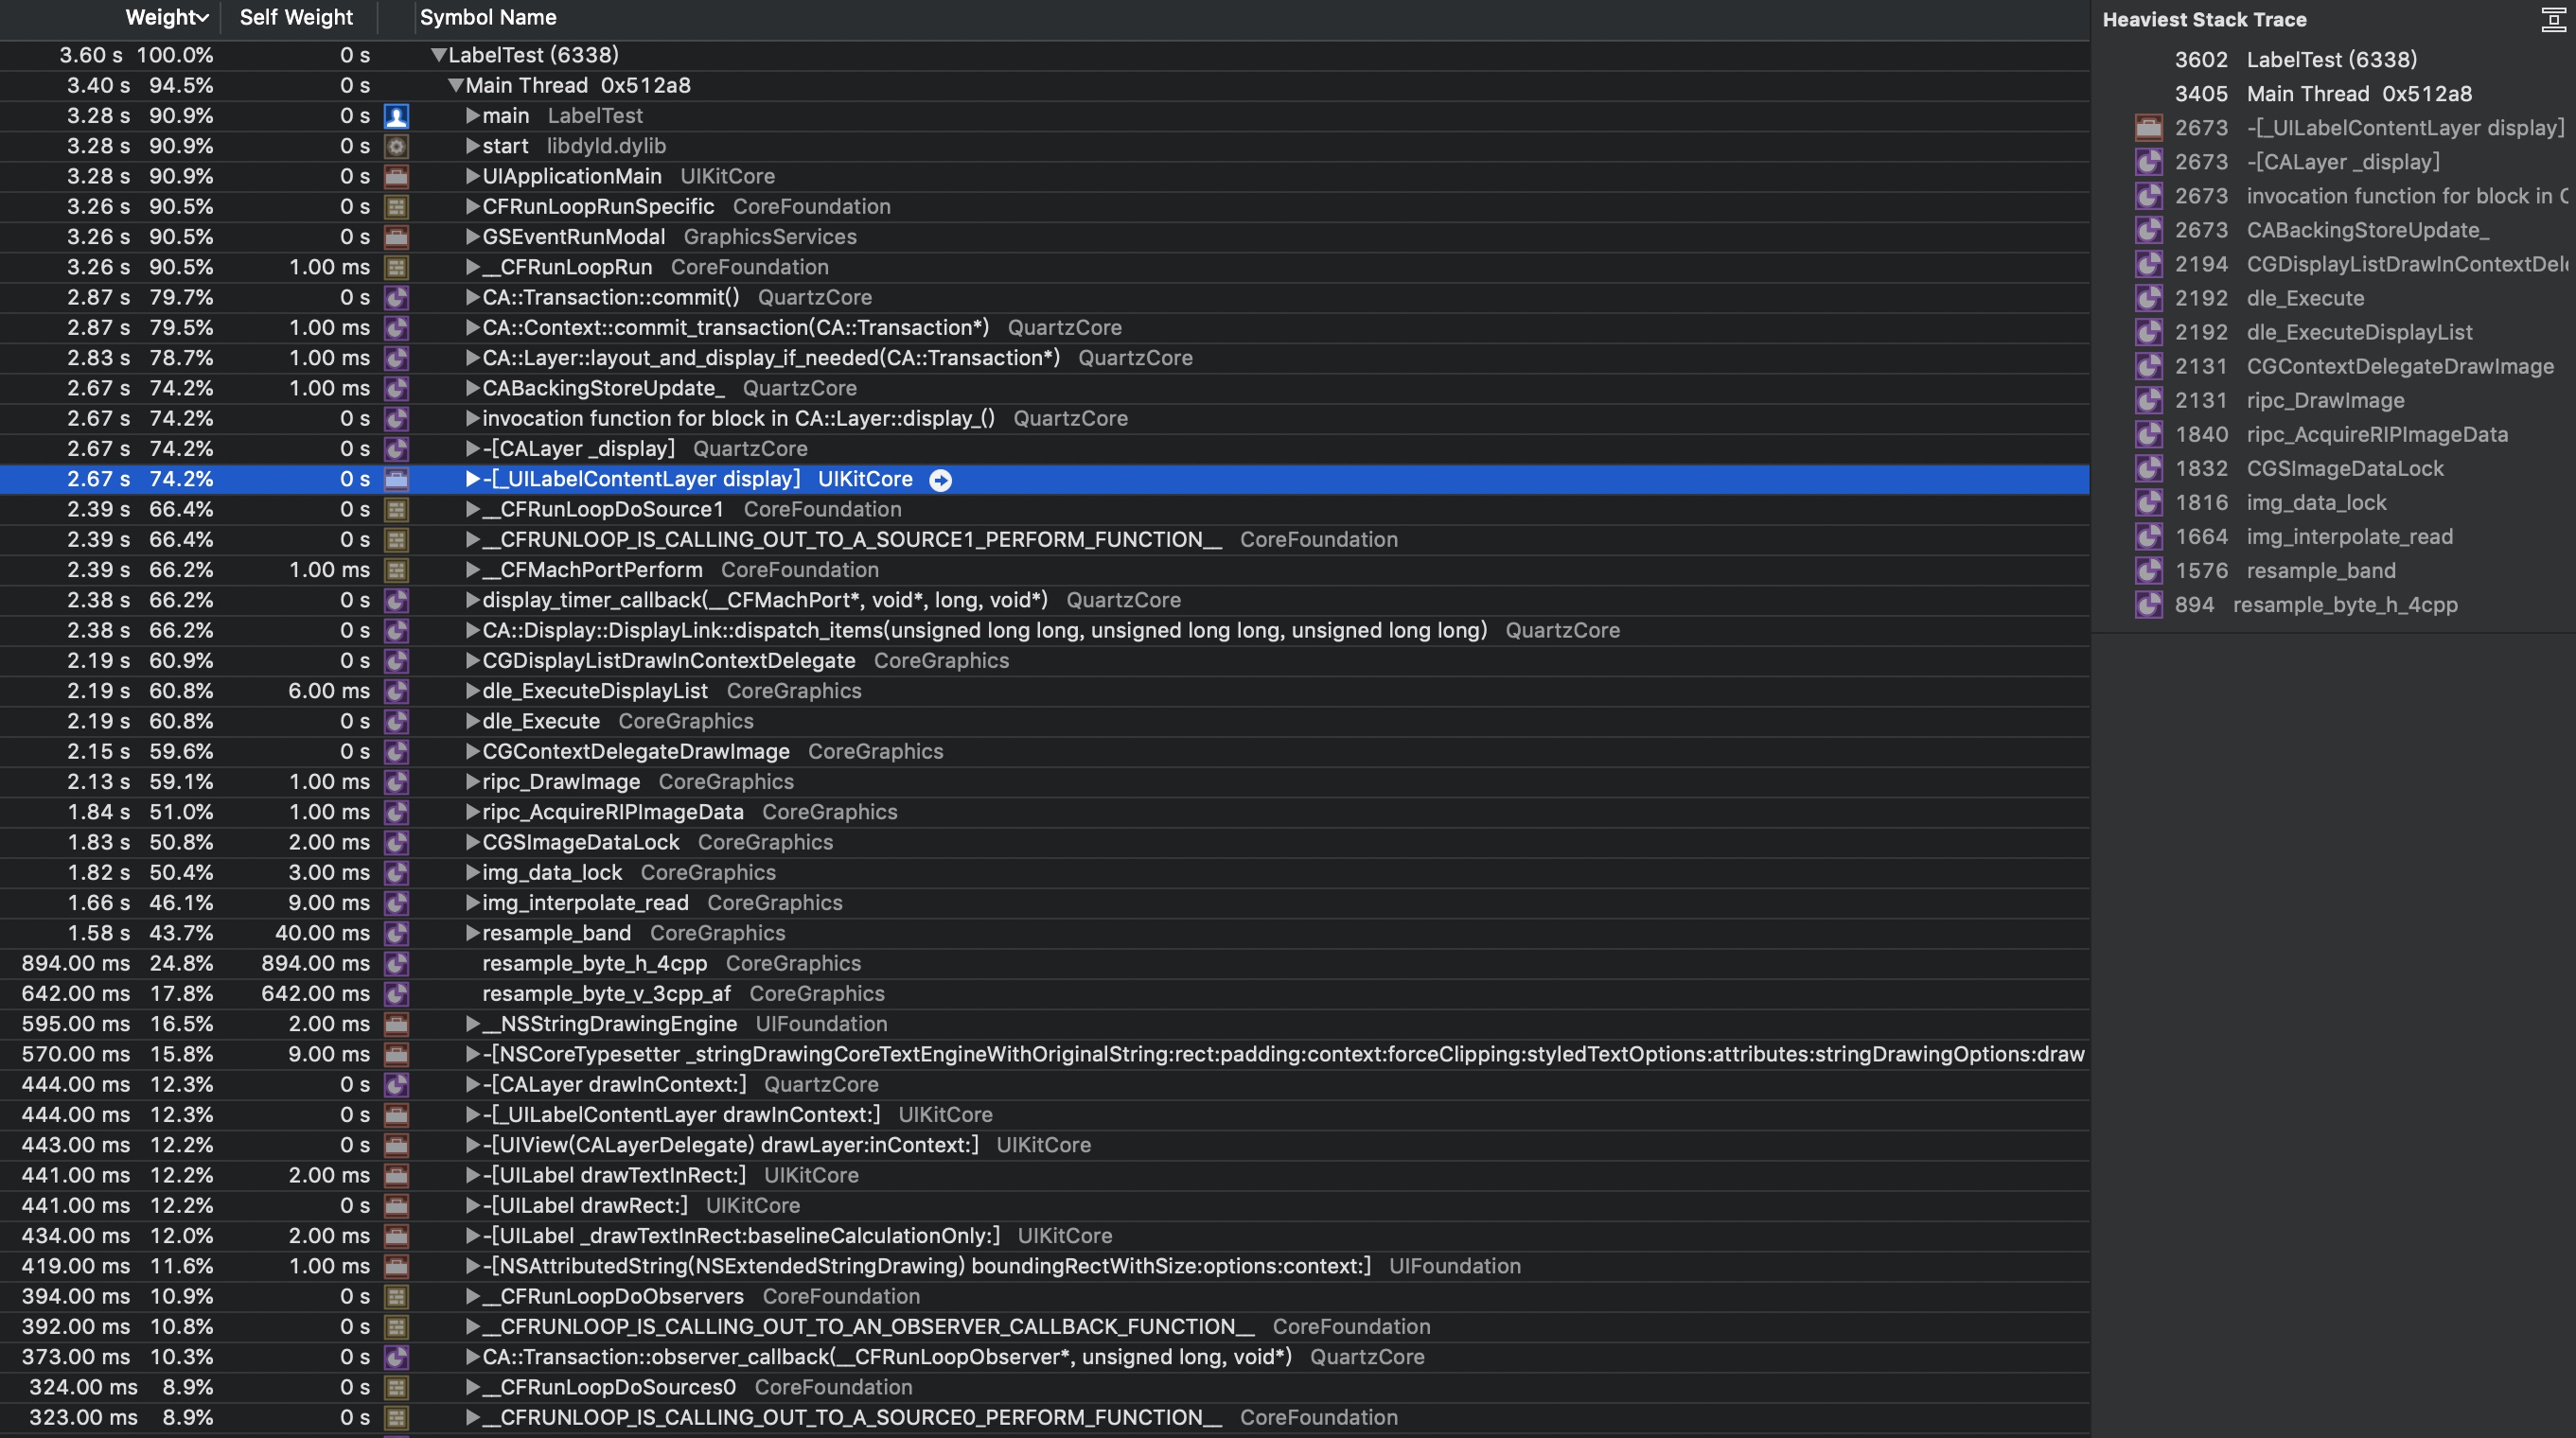 Weight Self Weight Symbol Name
3.60 s 100.0% 0 s LabelTest (6338)
3.40 s 94.5% 0 s Main Thread 0x512a8
3.28 s 90.9% 0 s main LabelTest
3.28 s 90.9% 0 s start libdyld.dylib
3.28 s 90.9% 0 s UIApplicationMain UIKitCore
3.26 s 90.5% 0 s CFRunLoopRunSpecific CoreFoundation
3.26 s 90.5% 0 s GSEventRunModal GraphicsServices
3.26 s 90.5% 1.00 ms __CFRunLoopRun CoreFoundation
2.87 s 79.7% 0 s CA::Transaction::commit() QuartzCore
2.87 s 79.5% 1.00 ms CA::Context::commit_transaction(CA::Transaction*) QuartzCore
2.83 s 78.7% 1.00 ms CA::Layer::layout_and_display_if_needed(CA::Transaction*) QuartzCore
2.67 s 74.2% 1.00 ms CABackingStoreUpdate_ QuartzCore
2.67 s 74.2% 0 s invocation function for block in CA::Layer::display_() QuartzCore
2.67 s 74.2% 0 s -[CALayer _display] QuartzCore
2.67 s 74.2% 0 s -[_UILabelContentLayer display] UIKitCore
2.39 s 66.4% 0 s __CFRunLoopDoSource1 CoreFoundation
2.39 s 66.4% 0 s __CFRUNLOOP_IS_CALLING_OUT_TO_A_SOURCE1_PERFORM_FUNCTION__ CoreFoundation
2.39 s 66.2% 1.00 ms __CFMachPortPerform CoreFoundation
2.38 s 66.2% 0 s display_timer_callback(__CFMachPort*, void*, long, void*) QuartzCore
2.38 s 66.2% 0 s CA::Display::DisplayLink::dispatch_items(unsigned long long, unsigned long long, unsigned long long) QuartzCore
2.19 s 60.9% 0 s CGDisplayListDrawInContextDelegate CoreGraphics
2.19 s 60.8% 6.00 ms dle_ExecuteDisplayList CoreGraphics
2.19 s 60.8% 0 s dle_Execute CoreGraphics
2.15 s 59.6% 0 s CGContextDelegateDrawImage CoreGraphics
2.13 s 59.1% 1.00 ms ripc_DrawImage CoreGraphics
1.84 s 51.0% 1.00 ms ripc_AcquireRIPImageData CoreGraphics
1.83 s 50.8% 2.00 ms CGSImageDataLock CoreGraphics
1.82 s 50.4% 3.00 ms img_data_lock CoreGraphics
1.66 s 46.1% 9.00 ms img_interpolate_read CoreGraphics
1.58 s 43.7% 40.00 ms resample_band CoreGraphics
894.00 ms 24.8% 894.00 ms resample_byte_h_4cpp CoreGraphics
642.00 ms 17.8% 642.00 ms resample_byte_v_3cpp_af CoreGraphics
595.00 ms 16.5% 2.00 ms __NSStringDrawingEngine UIFoundation
570.00 ms 15.8% 9.00 ms -[NSCoreTypesetter _stringDrawingCoreTextEngineWithOriginalString:rect:padding:context:forceClipping:styledTextOptions:attributes:stringDrawingOptions:draw
444.00 ms 12.3% 0 s -[CALayer drawInContext:] QuartzCore
444.00 ms 12.3% 0 s -[_UILabelContentLayer drawInContext:] UIKitCore
443.00 ms 12.2% 0 s -[UIView(CALayerDelegate) drawLayer:inContext:] UIKitCore
441.00 ms 12.2% 2.00 ms -[UILabel drawTextInRect:] UIKitCore
441.00 ms 12.2% 0 s -[UILabel drawRect:] UIKitCore
434.00 ms 12.0% 2.00 ms -[UILabel _drawTextInRect:baselineCalculationOnly:] UIKitCore
419.00 ms 11.6% 1.00 ms -[NSAttributedString(NSExtendedStringDrawing) boundingRectWithSize:options:context:] UIFoundation
394.00 ms 10.9% 0 s __CFRunLoopDoObservers CoreFoundation
392.00 ms 10.8% 0 s __CFRUNLOOP_IS_CALLING_OUT_TO_AN_OBSERVER_CALLBACK_FUNCTION__ CoreFoundation
373.00 ms 10.3% 0 s CA::Transaction::observer_callback(__CFRunLoopObserver*, unsigned long, void*) QuartzCore
324.00 ms 8.9% 0 s __CFRunLoopDoSources0 CoreFoundation
323.00 ms 8.9% 0 s __CFRUNLOOP_IS_CALLING_OUT_TO_A_SOURCE0_PERFORM_FUNCTION__ CoreFoundation
Heaviest Stack Trace
3602 LabelTest (6338)
3405 Main Thread 0x512a8
2673 -[_UILabelContentLayer display]
2673 -[CALayer _display]
2673 invocation function for block in C
2673 CABackingStoreUpdate_
2194 CGDisplayListDrawInContextDele
2192 dle_Execute
2192 dle_ExecuteDisplayList
2131 CGContextDelegateDrawImage
2131 ripc_DrawImage
1840 ripc_AcquireRIPImageData
1832 CGSImageDataLock
1816 img_data_lock
1664 img_interpolate_read
1576 resample_band
894 resample_byte_h_4cpp